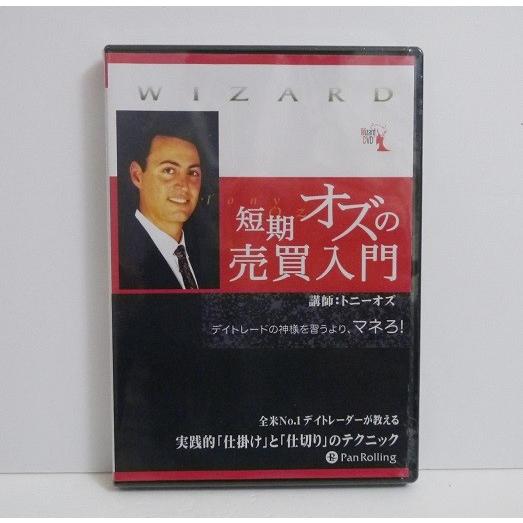 WIZARD
Wizard DVD
Tony
Oz
オズの
短期
売買入門
講師:トニーオズ
デイトレードの神様を習うより、マネろ!
全米No.1デイトレーダーが教える
実践的「仕掛け」と「仕切り」のテクニック
PanRolling